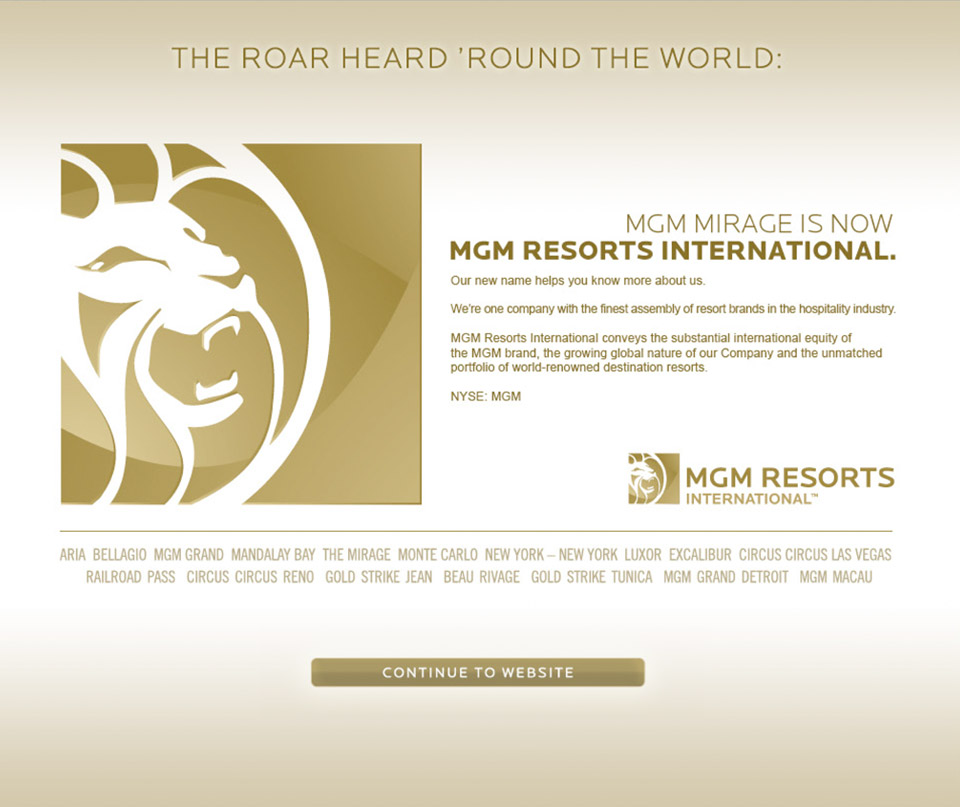 THE ROAR HEARD ’ROUND THE WORLD:
MGM MIRAGE IS NOW
MGM RESORTS INTERNATIONAL.
Our new name helps you know more about us.
We’re one company with the finest assembly of resort brands in the hospitality industry.
MGM Resorts International conveys the substantial international equity of
the MGM brand, the growing global nature of our Company and the unmatched
portfolio of world-renowned destination resorts.
NYSE: MGM
MGM RESORTS
INTERNATIONAL™
ARIA BELLAGIO MGM GRAND MANDALAY BAY THE MIRAGE MONTE CARLO NEW YORK – NEW YORK LUXOR EXCALIBUR CIRCUS CIRCUS LAS VEGAS
RAILROAD PASS CIRCUS CIRCUS RENO GOLD STRIKE JEAN BEAU RIVAGE GOLD STRIKE TUNICA MGM GRAND DETROIT MGM MACAU
CONTINUE TO WEBSITE